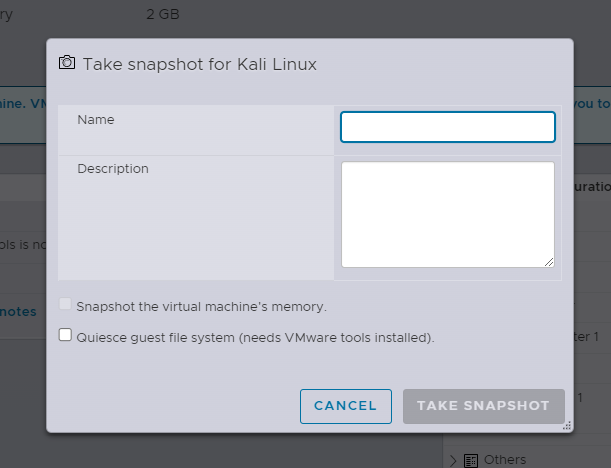 ry 2 GB
Take snapshot for Kali Linux
nine. VM
you to
Name
Description
uratio
ols is no
notes
Snapshot the virtual machine's memory.
Quiesce guest file system (needs VMware tools installed).
ter 1
CANCEL
TAKE SNAPSHOT
1
Others